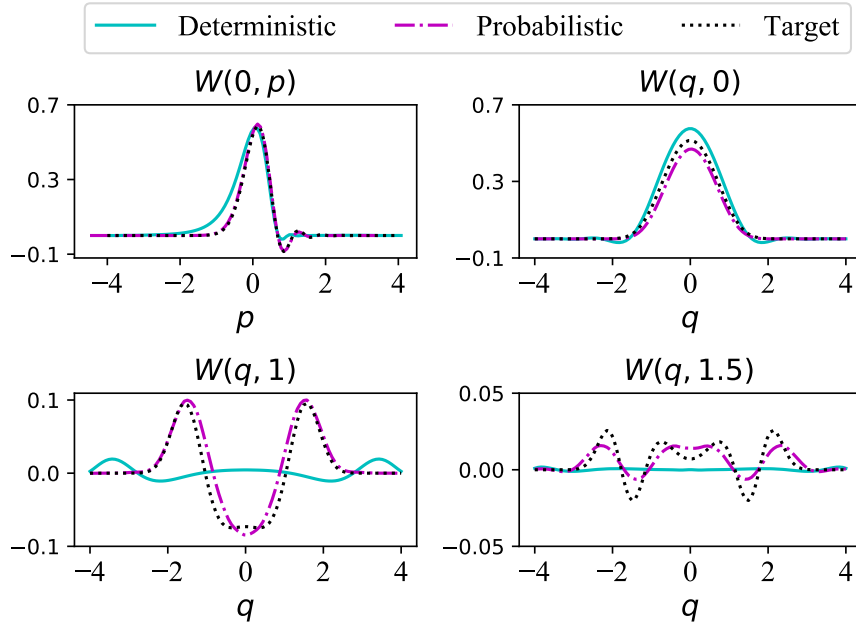 Deterministic Probabilistic Target
W(0, p) W(q, 0)
0.7 0.7
0.3 0.3
−0.1 −0.1
−4 −2 0 2 4 −4 −2 0 2 4
p q
W(q, 1) W(q, 1.5)
0.1 0.05
0.0 0.00
−0.1 −0.05
−4 −2 0 2 4 −4 −2 0 2 4
q q